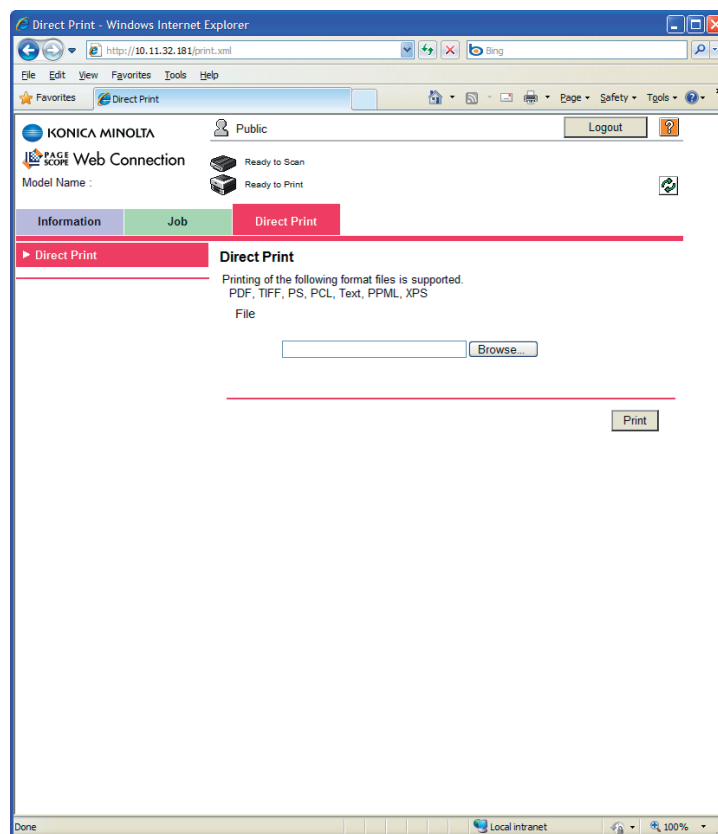 Direct Print - Windows Internet Explorer
http://10.11.32.181/print.xml
Bing
File Edit View Favorites Tools Help
Favorites Direct Print Page Safety Tools
KONICA MINOLTA Public Logout
PAGE SCOPE Web Connection Ready to Scan
Model Name : Ready to Print
Information Job Direct Print
Direct Print
Direct Print
Printing of the following format files is supported.
PDF, TIFF, PS, PCL, Text, PPML, XPS
File
Browse...
Print
Done Local intranet 100%